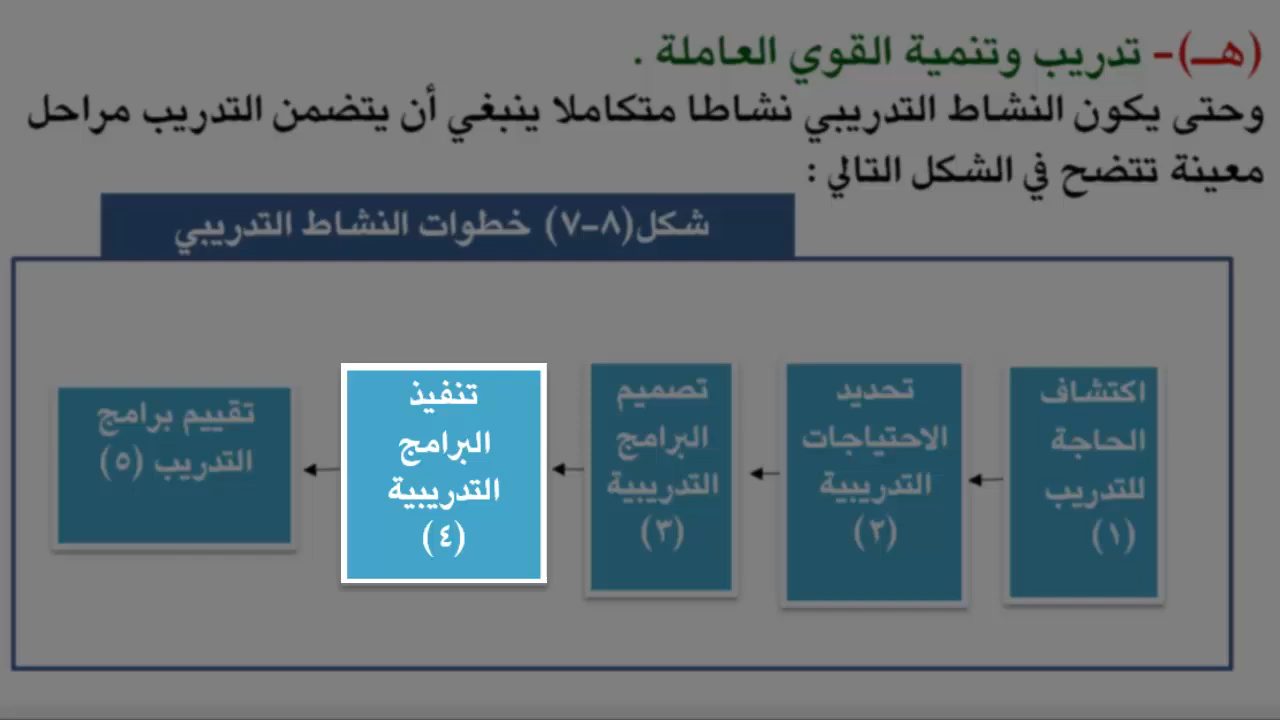 (هـ)- تدريب وتنمية القوي العاملة .
وحتى يكون النشاط التدريبي نشاطا متكاملا ينبغي أن يتضمن التدريب مراحل
معينة تتضح في الشكل التالي :
شكل(٨-٧) خطوات النشاط التدريبي
اكتشاف
الحاجة
للتدريب
(١)
تحديد
الاحتياجات
التدريبية
(٢)
تصميم
البرامج
التدريبية
(٣)
تنفيذ
البرامج
التدريبية
(٤)
تقييم برامج
التدريب (٥)